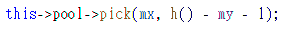 this->pool->pick(mx, h() - my - 1);